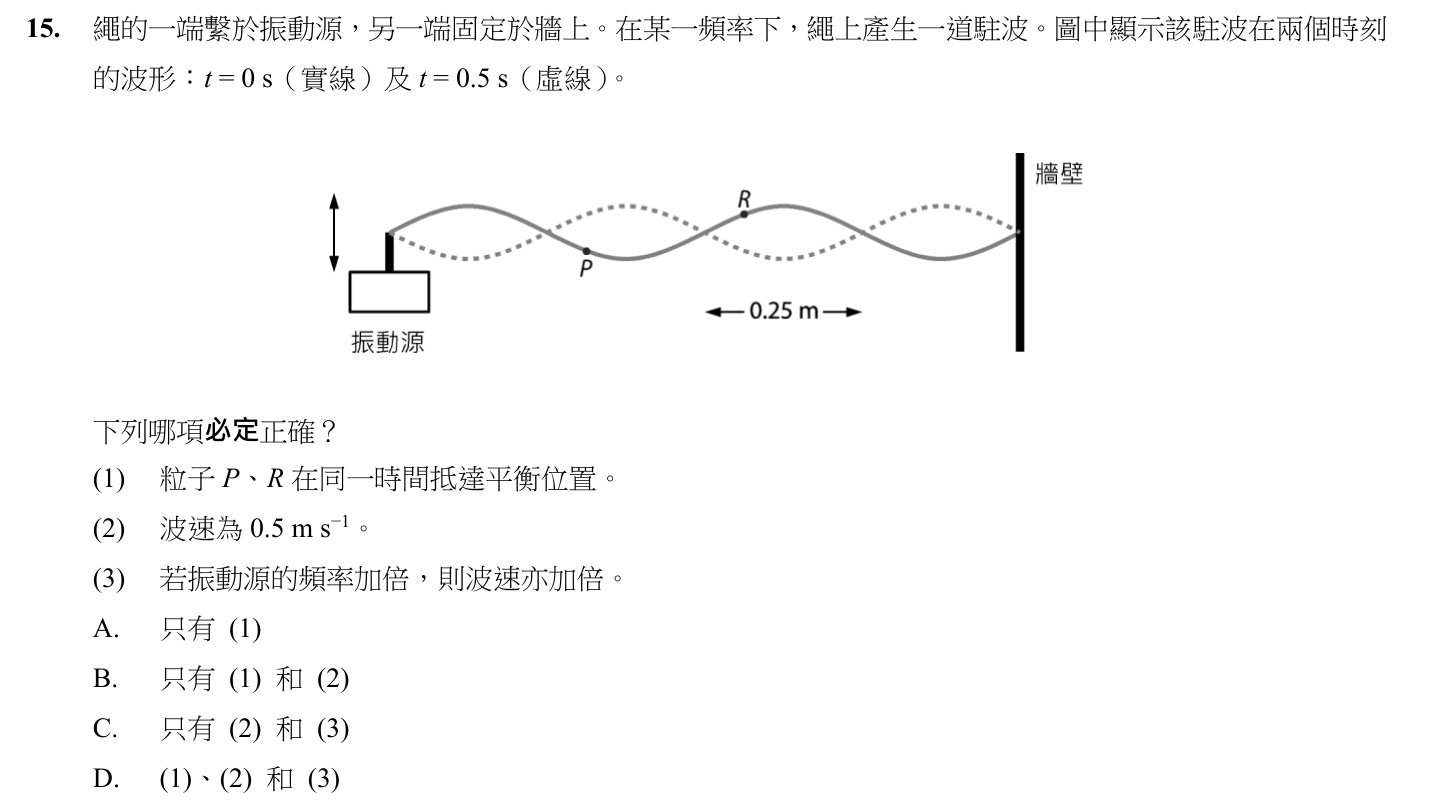 15. 繩的一端繫於振動源，另一端固定於牆上。在某一頻率下，繩上產生一道駐波。圖中顯示該駐波在兩個時刻
的波形：t = 0 s（實線）及 t = 0.5 s（虛線）。
牆壁
R
P
0.25 m
振動源
下列哪項必定正確？
(1) 粒子 P、R 在同一時間抵達平衡位置。
(2) 波速為 0.5 m s⁻¹。
(3) 若振動源的頻率加倍，則波速亦加倍。
A. 只有 (1)
B. 只有 (1) 和 (2)
C. 只有 (2) 和 (3)
D. (1)、(2) 和 (3)